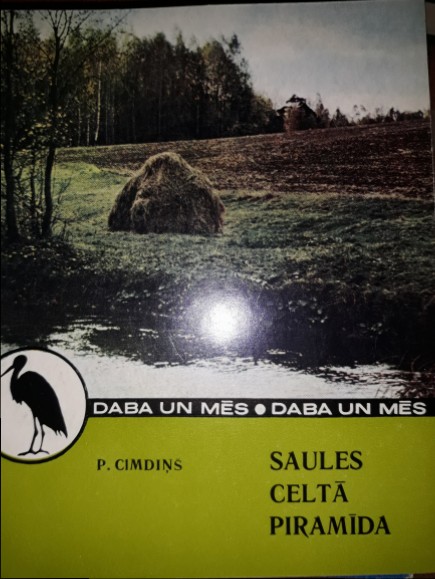 DABA UN MĒS ● DABA UN MĒS
P. CIMDIŅŠ
SAULES
CELTĀ
PIRAMĪDA